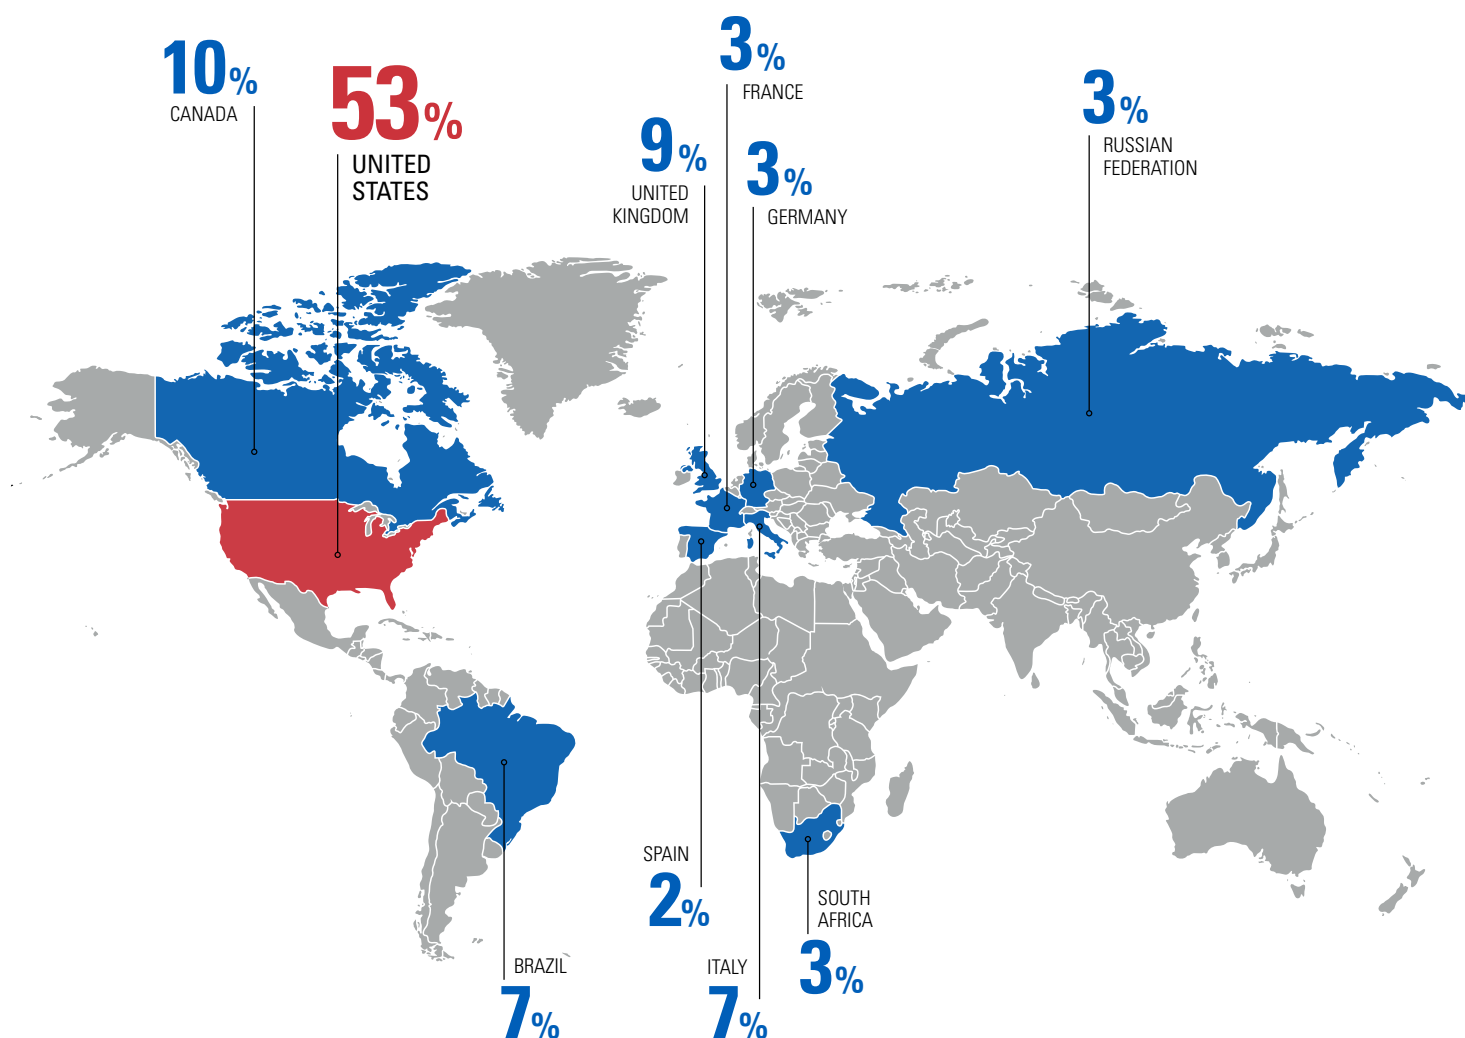 10%
CANADA
53%
UNITED
STATES
3%
FRANCE
9%
UNITED
KINGDOM
3%
GERMANY
3%
RUSSIAN
FEDERATION
SPAIN
2%
SOUTH
AFRICA
3%
BRAZIL
7%
ITALY
7%